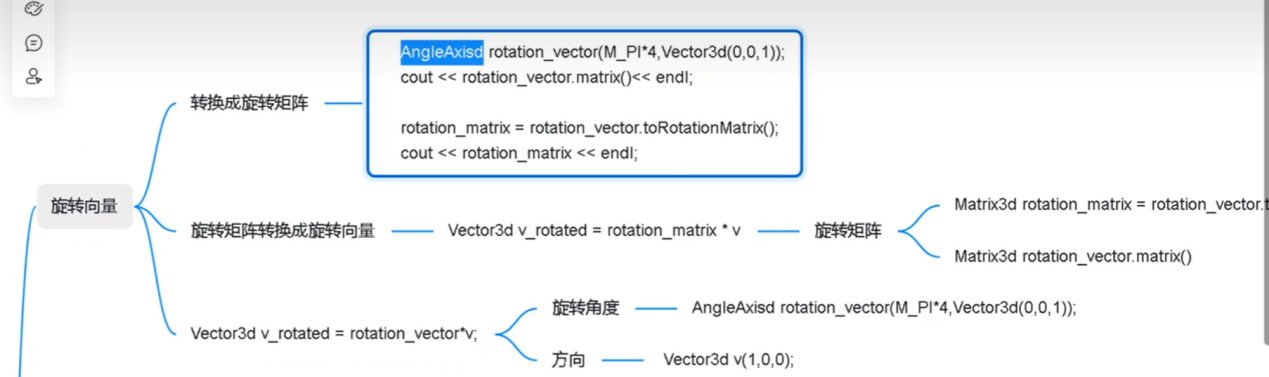 AngleAxisd rotation_vector(M_PI*4,Vector3d(0,0,1));
cout << rotation_vector.matrix()<< endl;
转换成旋转矩阵
rotation_matrix = rotation_vector.toRotationMatrix();
cout << rotation_matrix << endl;
旋转向量
旋转矩阵转换成旋转向量
Vector3d v_rotated = rotation_matrix * v
旋转矩阵
Matrix3d rotation_matrix = rotation_vector.t
Matrix3d rotation_vector.matrix()
Vector3d v_rotated = rotation_vector*v;
旋转角度
AngleAxisd rotation_vector(M_PI*4,Vector3d(0,0,1));
方向
Vector3d v(1,0,0);